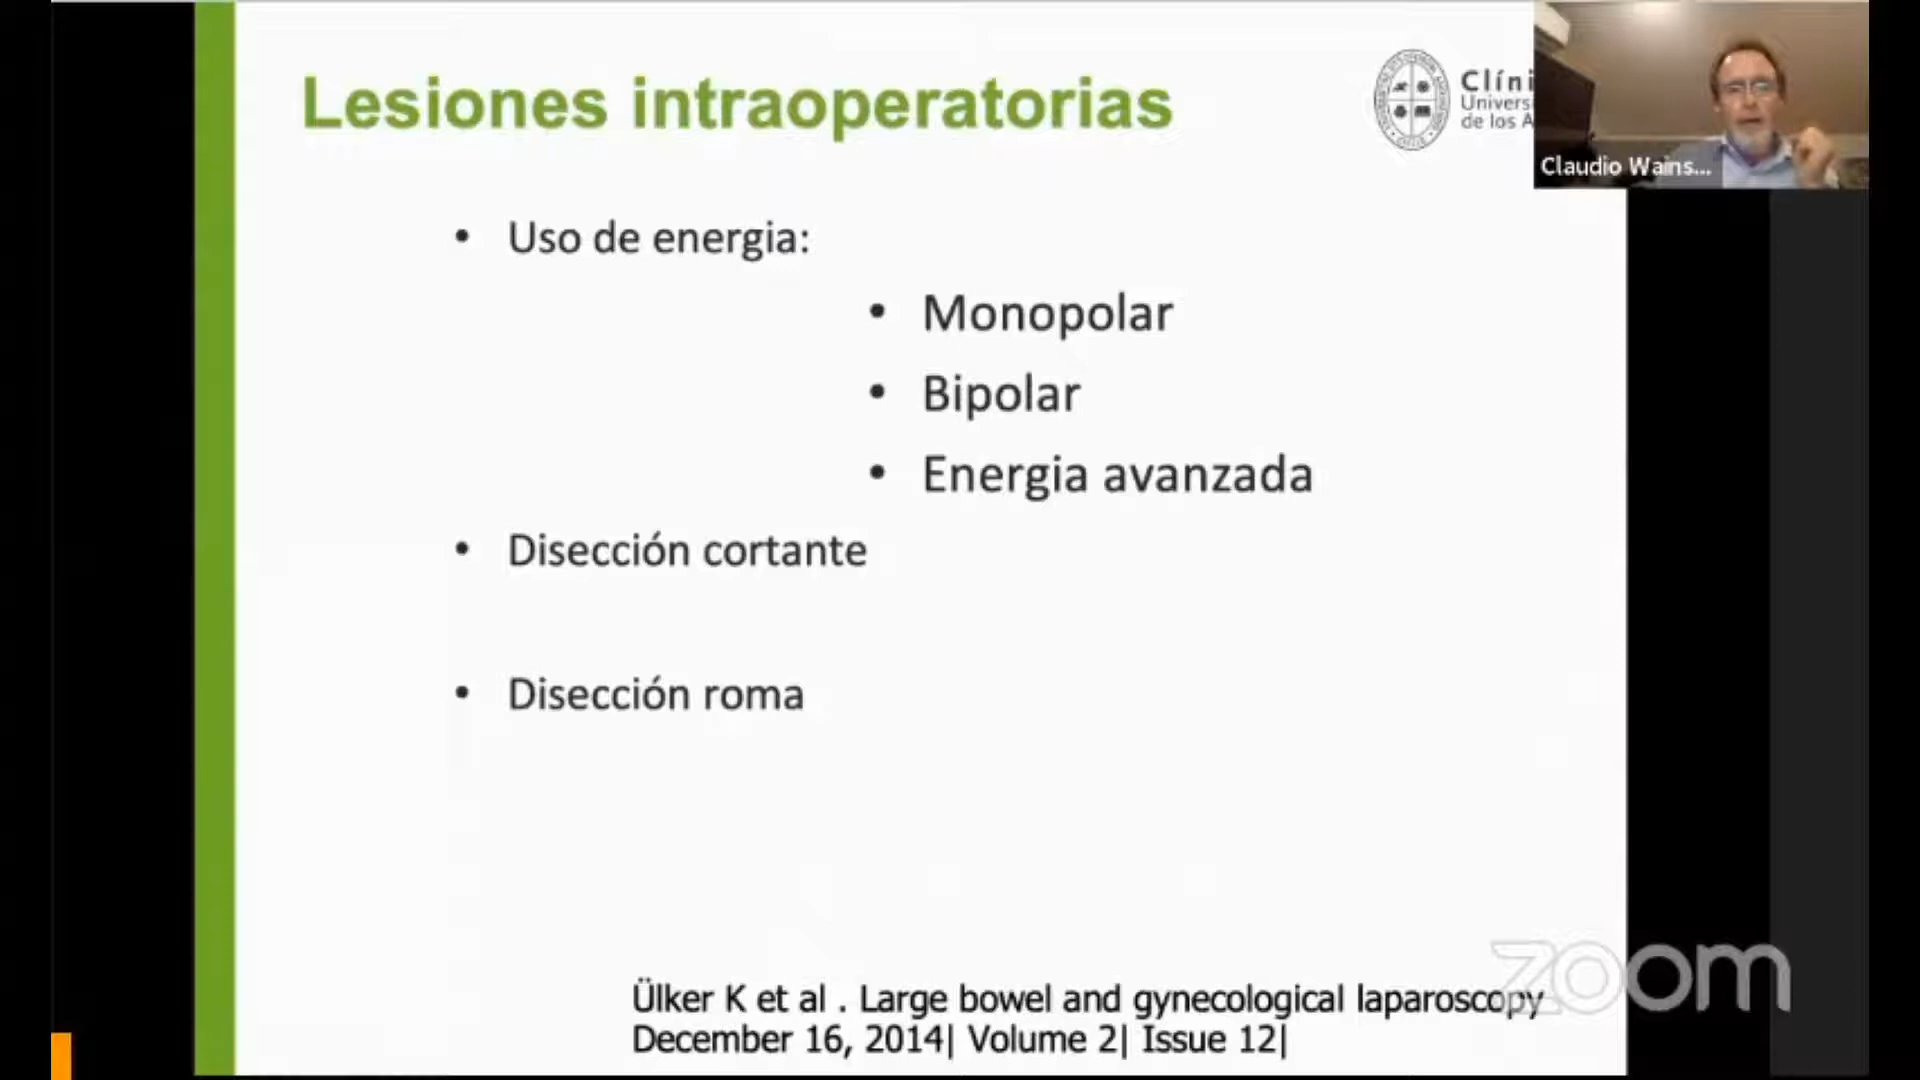 Lesiones intraoperatorias
Clíni
Univers
de los A
Claudio Wains...
• Uso de energia:
• Monopolar
• Bipolar
• Energia avanzada
• Disección cortante
• Disección roma
Ülker K et al . Large bowel and gynecological laparoscopy
December 16, 2014| Volume 2| Issue 12|
zoom